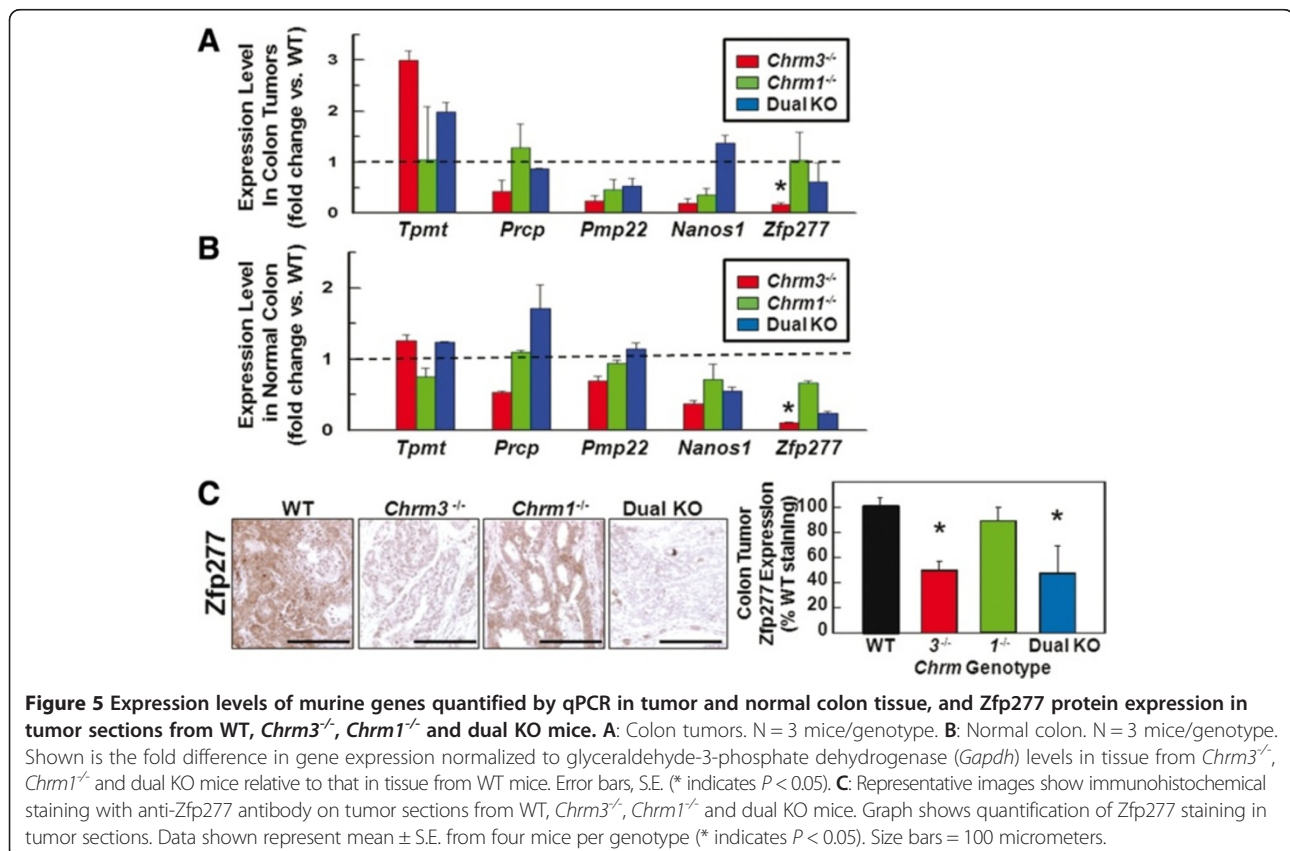 A
Expression Level
In Colon Tumors
(fold change vs. WT)
3
2
1
0
Chrm3-/-
Chrm1-/-
Dual KO
*
Tpmt Prcp Pmp22 Nanos1 Zfp277
B
Expression Level
in Normal Colon
(fold change vs. WT)
2
1
0
Chrm3-/-
Chrm1-/-
Dual KO
*
Tpmt Prcp Pmp22 Nanos1 Zfp277
C
WT Chrm3 -/- Chrm1 -/- Dual KO
Zfp277
Colon Tumor
Zfp277 Expression
(% WT staining)
100
80
60
40
20
0
* *
WT 3-/- 1-/- Dual KO
Chrm Genotype
Figure 5 Expression levels of murine genes quantified by qPCR in tumor and normal colon tissue, and Zfp277 protein expression in
tumor sections from WT, Chrm3-/-, Chrm1-/- and dual KO mice. A: Colon tumors. N = 3 mice/genotype. B: Normal colon. N = 3 mice/genotype.
Shown is the fold difference in gene expression normalized to glyceraldehyde-3-phosphate dehydrogenase (Gapdh) levels in tissue from Chrm3-/-,
Chrm1-/- and dual KO mice relative to that in tissue from WT mice. Error bars, S.E. (* indicates P < 0.05). C: Representative images show immunohistochemical
staining with anti-Zfp277 antibody on tumor sections from WT, Chrm3-/-, Chrm1-/- and dual KO mice. Graph shows quantification of Zfp277 staining in
tumor sections. Data shown represent mean ± S.E. from four mice per genotype (* indicates P < 0.05). Size bars = 100 micrometers.